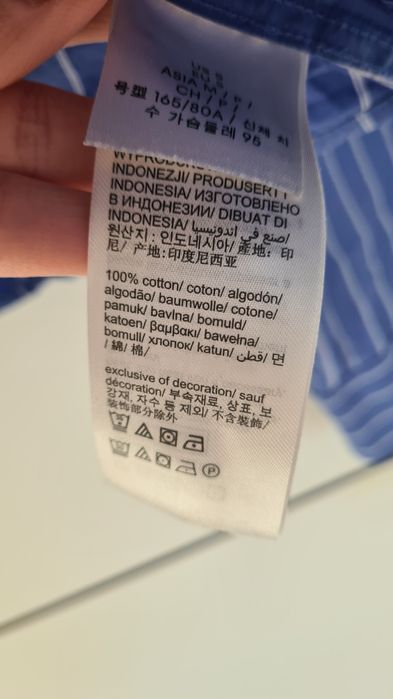 US S
EU S
ASIA M / P /
CH / P /
号型 165/80A / 신체 치
수 가슴둘레 95
INDONEZJI/ PRODUSERT I
INDONESIA/ ИЗГОТОВЛЕНО
В ИНДОНЕЗИИ/ DIBUAT DI
INDONESIA/ صنع في اندونيسيا/
원산지: 인도네시아/ 產地: 印
尼/ 产地:印度尼西亚
100% cotton/ coton/ algodón/
algodão/ baumwolle/ cotone/
pamuk/ bavlna/ bomuld/
katoen/ βαμβακι/ bawełna/
bomull/ хлопок/ katun/ قطن/ 면
/ 綿/ 棉/
exclusive of decoration/ sauf
décoration/ 부속재료, 상표, 보
강재, 자수 등 제외/ 不含裝飾/
装饰部分除外
P